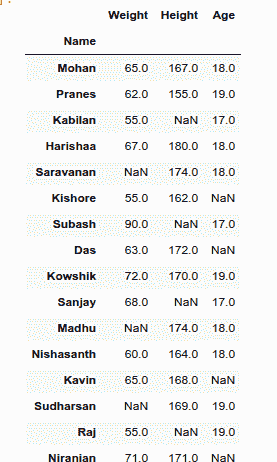 Weight Height Age
Name
Mohan 65.0 167.0 18.0
Pranes 62.0 155.0 19.0
Kabilan 55.0 NaN 17.0
Harishaa 67.0 180.0 18.0
Saravanan NaN 174.0 18.0
Kishore 55.0 162.0 NaN
Subash 90.0 NaN 17.0
Das 63.0 172.0 NaN
Kowshik 72.0 170.0 19.0
Sanjay 68.0 NaN 17.0
Madhu NaN 174.0 18.0
Nishasanth 60.0 164.0 18.0
Kavin 65.0 168.0 NaN
Sudharsan NaN 169.0 19.0
Raj 55.0 NaN 19.0
Niranjan 71.0 171.0 NaN